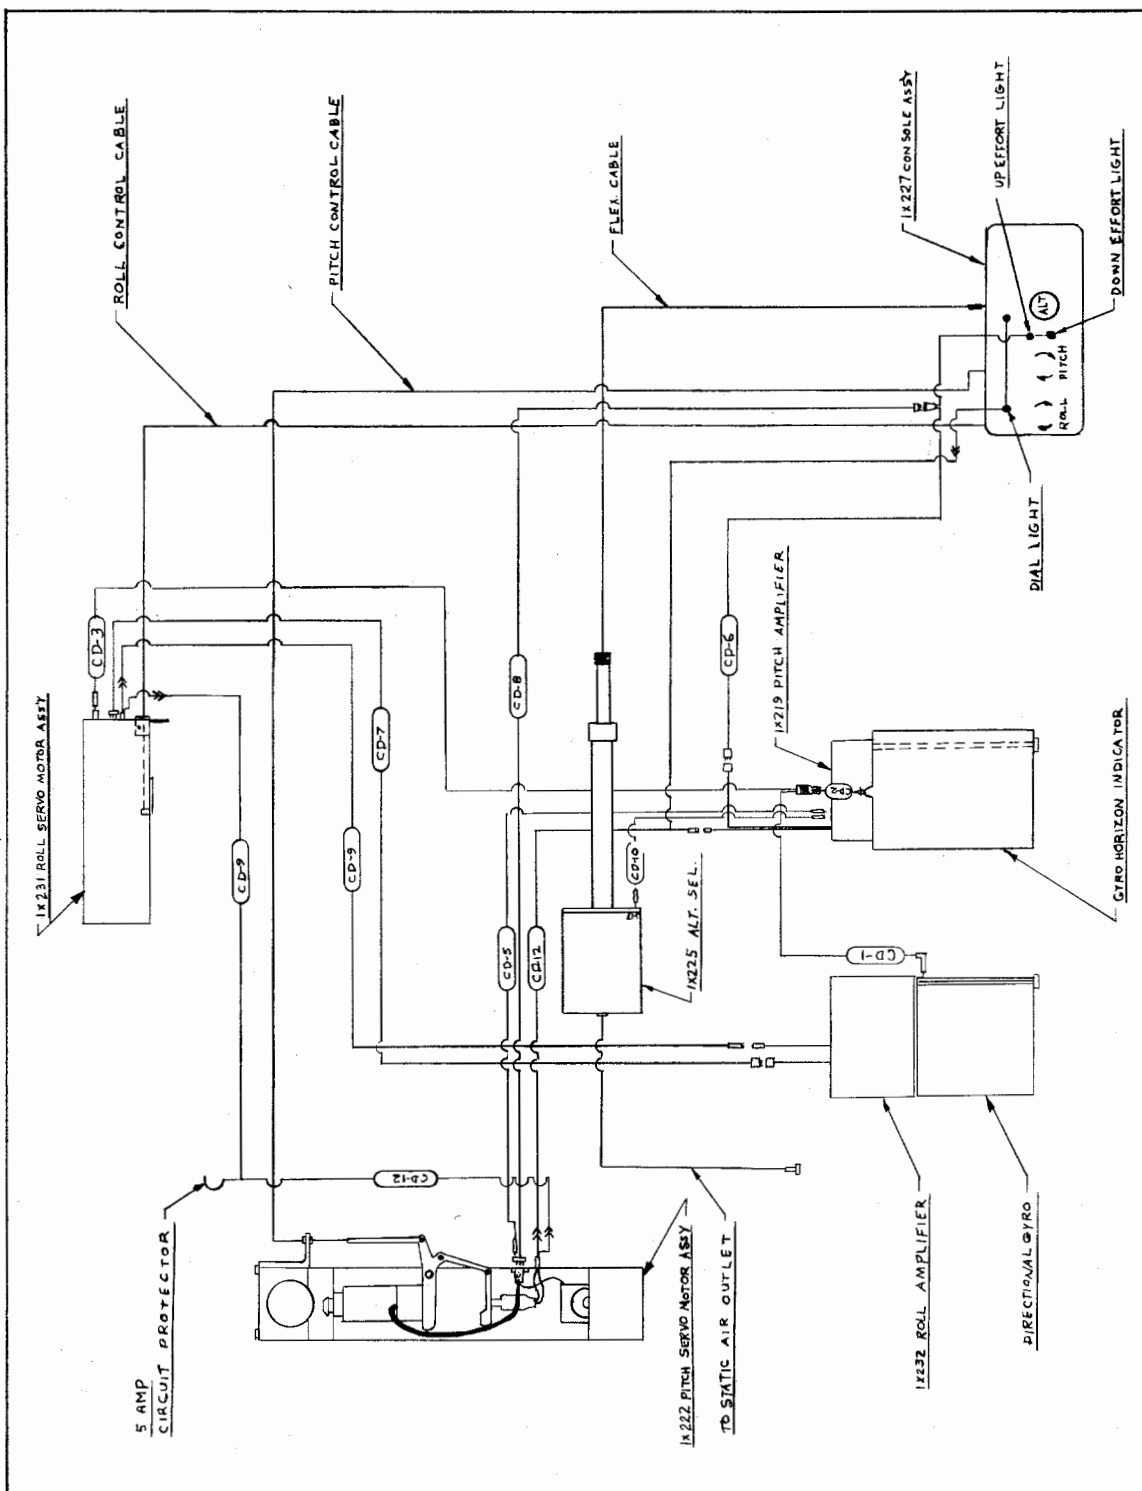 ROLL CONTROL CABLE
PITCH CONTROL CABLE
FLEX. CABLE
1X227 CONSOLE ASSY
UP EFFORT LIGHT
DOWN EFFORT LIGHT
ALT
ROLL PITCH
DIAL LIGHT
1X231 ROLL SERVO MOTOR ASSY
CD-3
CD-9
CD-7
CD-9
CD-8
CD-6
1X219 PITCH AMPLIFIER
CD-2
GYRO HORIZON INDICATOR
CD-5
CD12
CD10
1X225 ALT. SEL.
CD-1
5 AMP
CIRCUIT PROTECTOR
CD-12
1X222 PITCH SERVO MOTOR ASSY
TO STATIC AIR OUTLET
1X232 ROLL AMPLIFIER
DIRECTIONAL GYRO